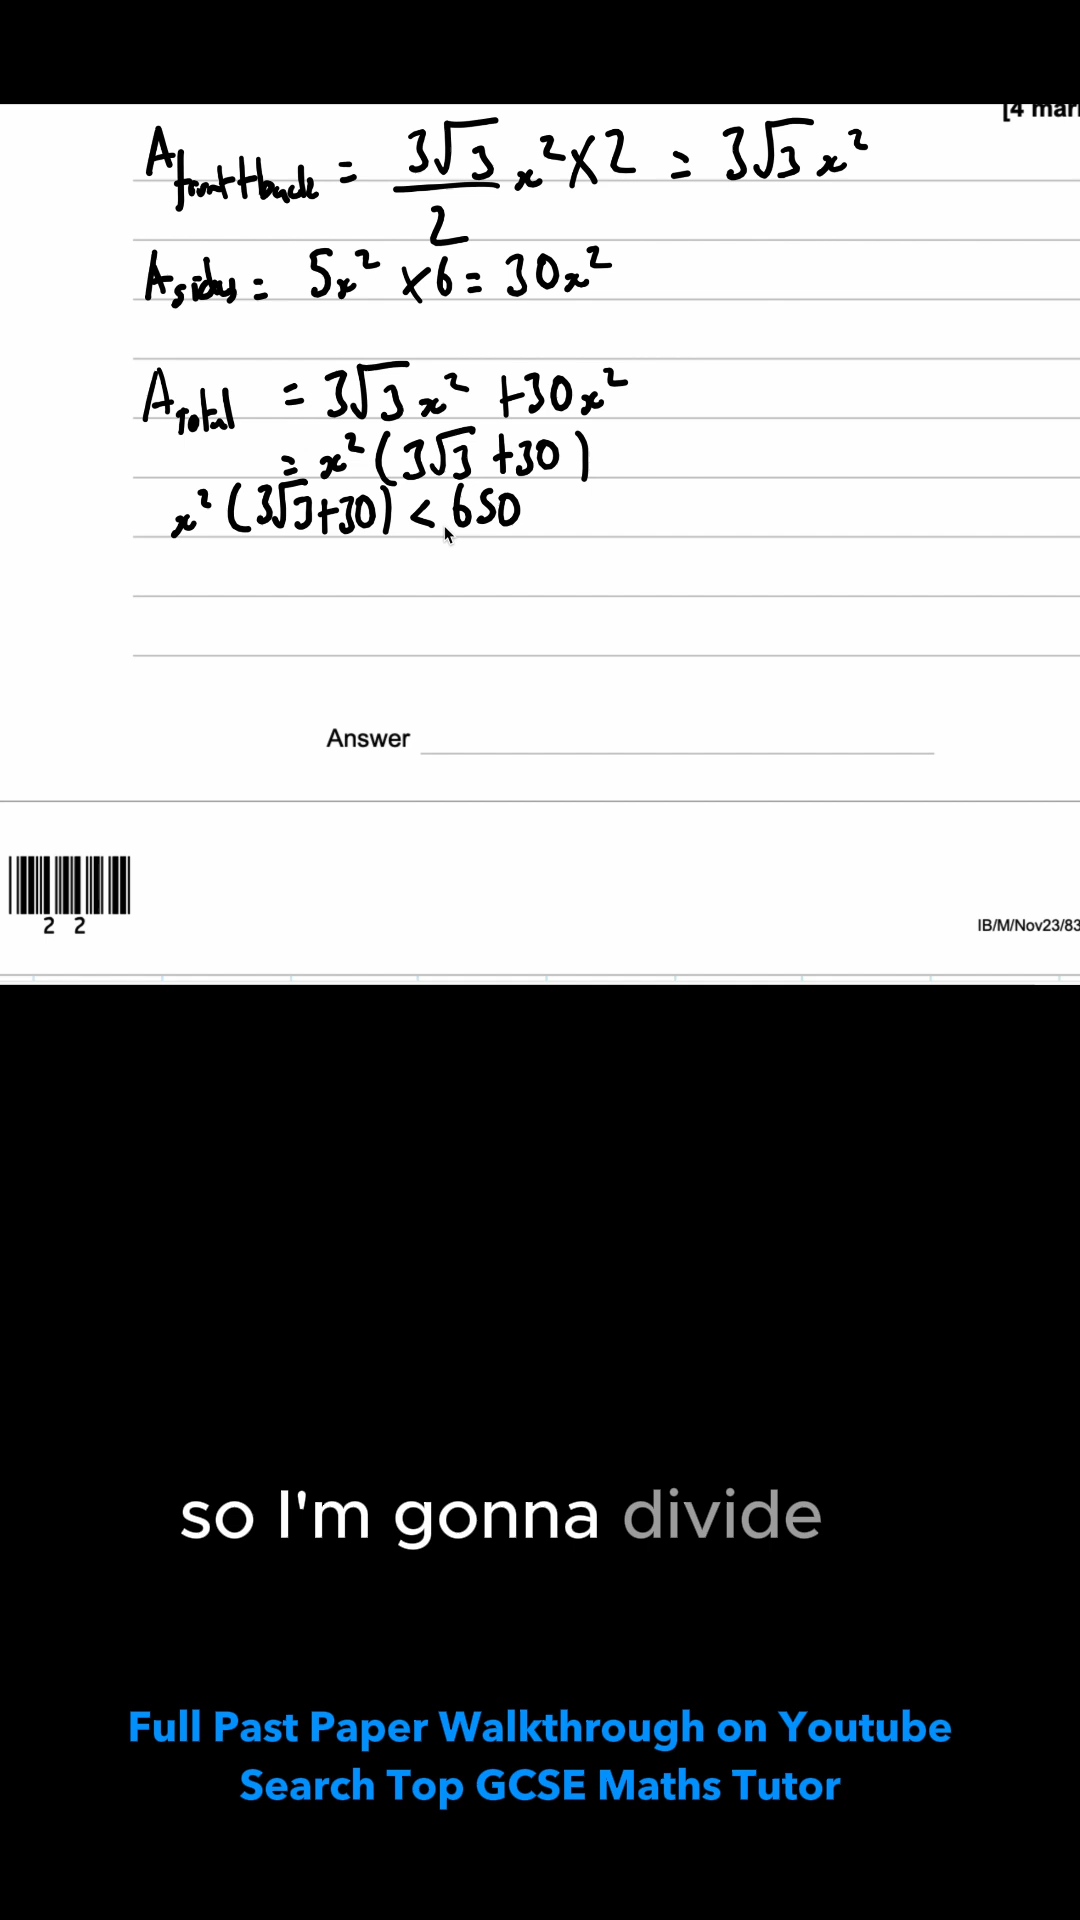 [4 mar
A front+back = 3√3/2 x² × 2 = 3√3 x²
A sides = 5x² × 6 = 30x²
A Total = 3√3 x² + 30x²
= x² (3√3 + 30)
x² (3√3 + 30) < 650
Answer
2 2
IB/M/Nov23/83
so I'm gonna divide
Full Past Paper Walkthrough on Youtube
Search Top GCSE Maths Tutor